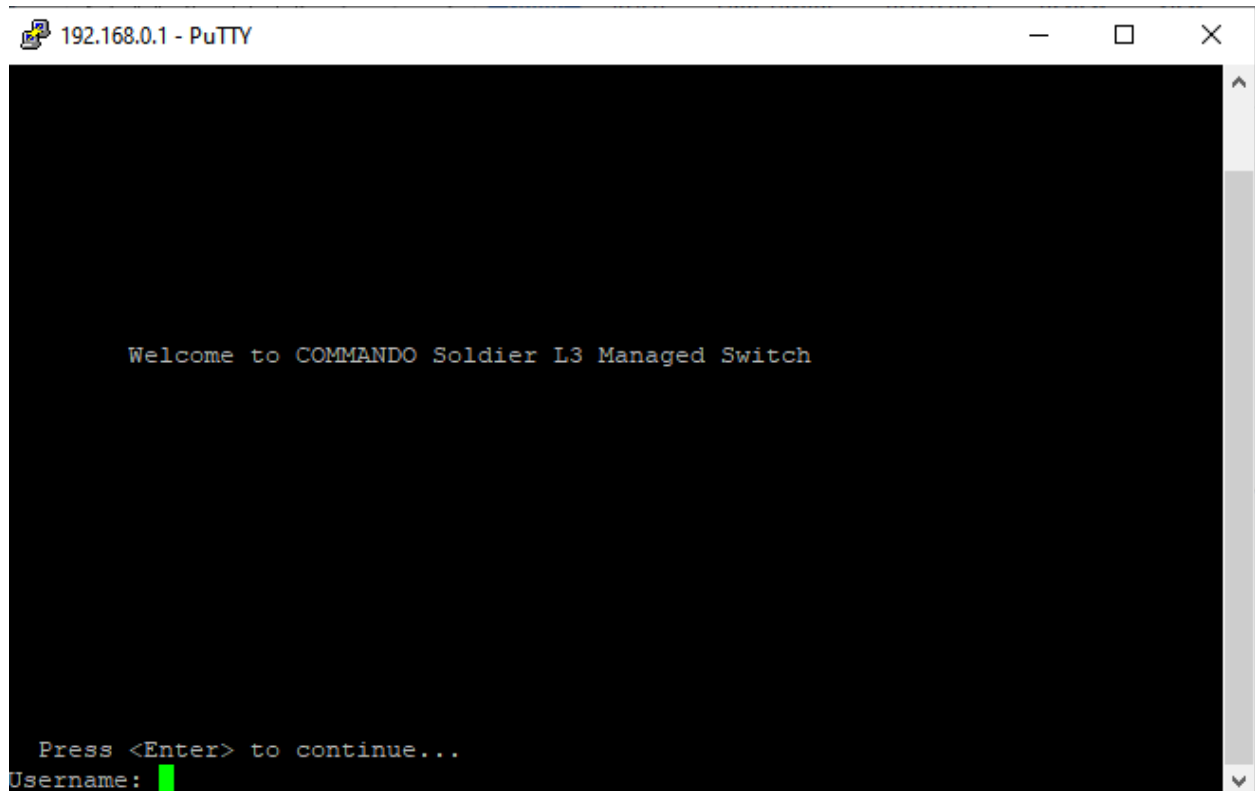 192.168.0.1 - PuTTY
Welcome to COMMANDO Soldier L3 Managed Switch
Press <Enter> to continue...
Username: